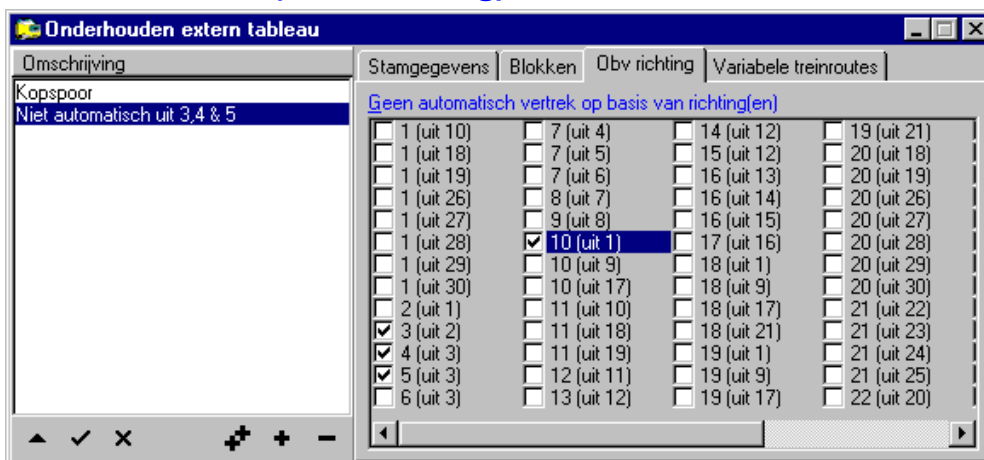 Onderhouden extern tableau
Omschrijving
Kopspoor
Niet automatisch uit 3,4 & 5
Stamgegevens Blokken Obv richting Variabele treinroutes
Geen automatisch vertrek op basis van richting(en)
1 (uit 10) 7 (uit 4) 14 (uit 12) 19 (uit 21)
1 (uit 18) 7 (uit 5) 15 (uit 12) 20 (uit 18)
1 (uit 19) 7 (uit 6) 16 (uit 13) 20 (uit 19)
1 (uit 26) 8 (uit 7) 16 (uit 14) 20 (uit 26)
1 (uit 27) 9 (uit 8) 16 (uit 15) 20 (uit 27)
1 (uit 28) 10 (uit 1) 17 (uit 16) 20 (uit 28)
1 (uit 29) 10 (uit 9) 18 (uit 1) 20 (uit 29)
1 (uit 30) 10 (uit 17) 18 (uit 9) 20 (uit 30)
2 (uit 1) 11 (uit 10) 18 (uit 17) 21 (uit 22)
3 (uit 2) 11 (uit 18) 18 (uit 21) 21 (uit 23)
4 (uit 3) 11 (uit 19) 19 (uit 1) 21 (uit 24)
5 (uit 3) 12 (uit 11) 19 (uit 9) 21 (uit 25)
6 (uit 3) 13 (uit 12) 19 (uit 17) 22 (uit 20)